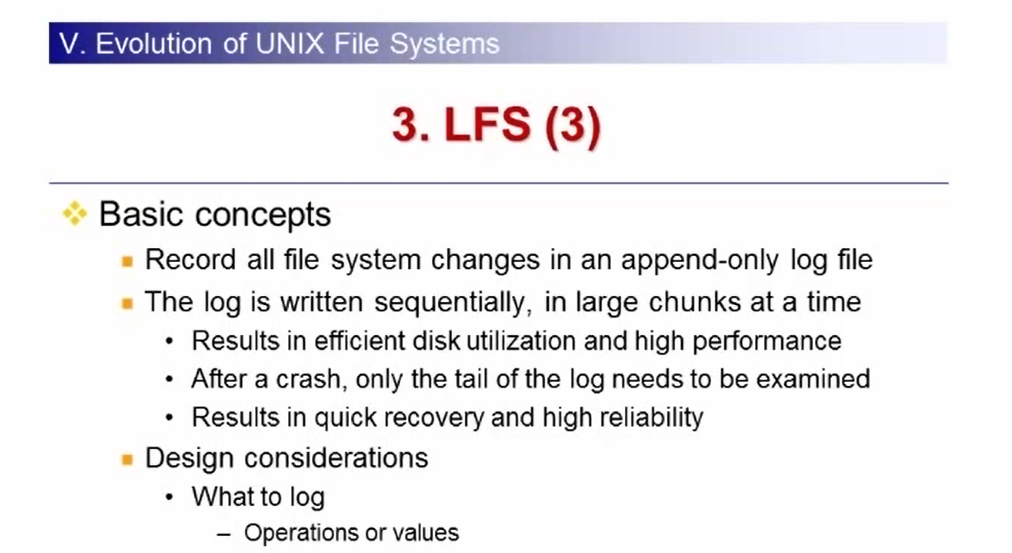 V. Evolution of UNIX File Systems
3. LFS (3)
Basic concepts
Record all file system changes in an append-only log file
The log is written sequentially, in large chunks at a time
• Results in efficient disk utilization and high performance
• After a crash, only the tail of the log needs to be examined
• Results in quick recovery and high reliability
Design considerations
• What to log
– Operations or values